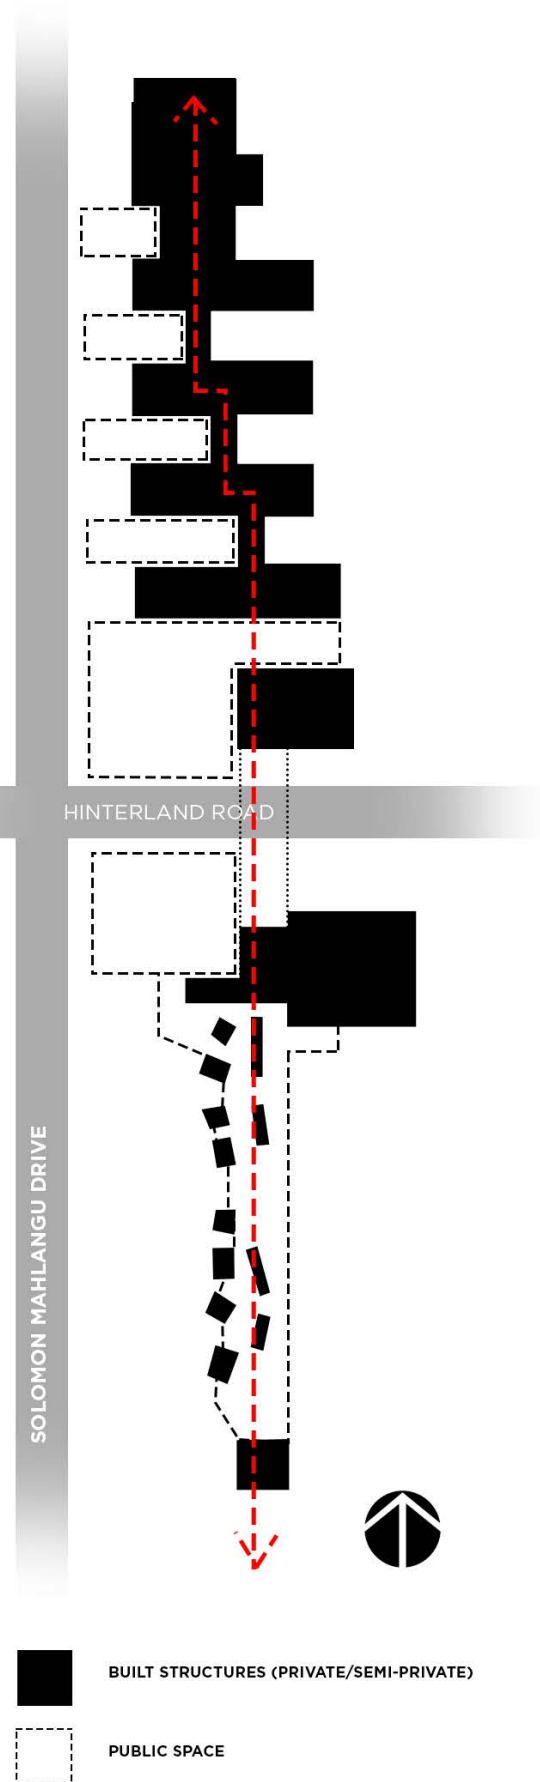 HINTERLAND ROAD
SOLOMON MAHLANGU DRIVE
BUILT STRUCTURES (PRIVATE/SEMI-PRIVATE)
PUBLIC SPACE